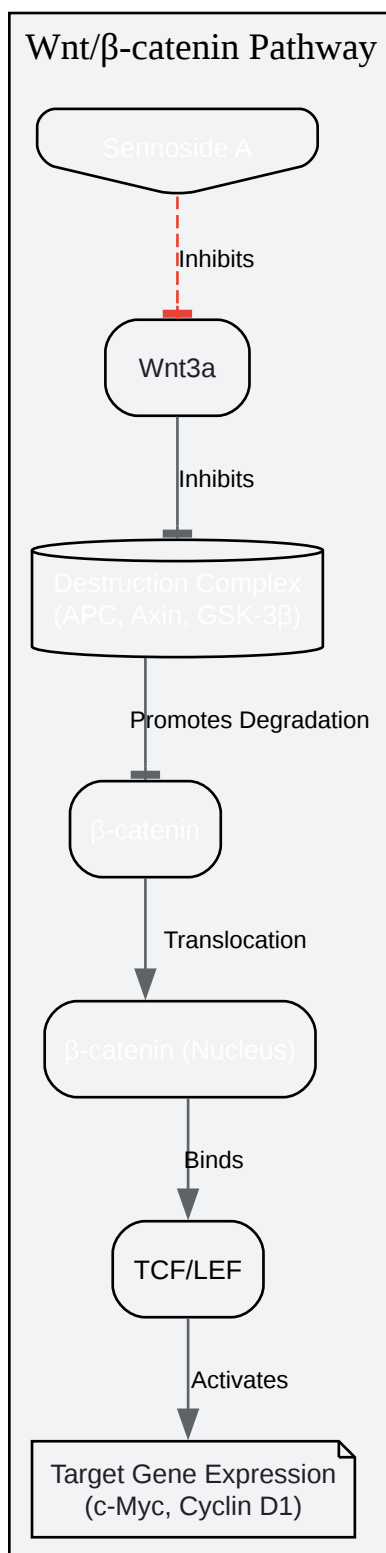 Wnt/β-catenin Pathway
Sennoside A
Inhibits
Wnt3a
Inhibits
Destruction Complex
(APC, Axin, GSK-3β)
Promotes Degradation
β-catenin
Translocation
β-catenin (Nucleus)
Binds
TCF/LEF
Activates
Target Gene Expression
(c-Myc, Cyclin D1)